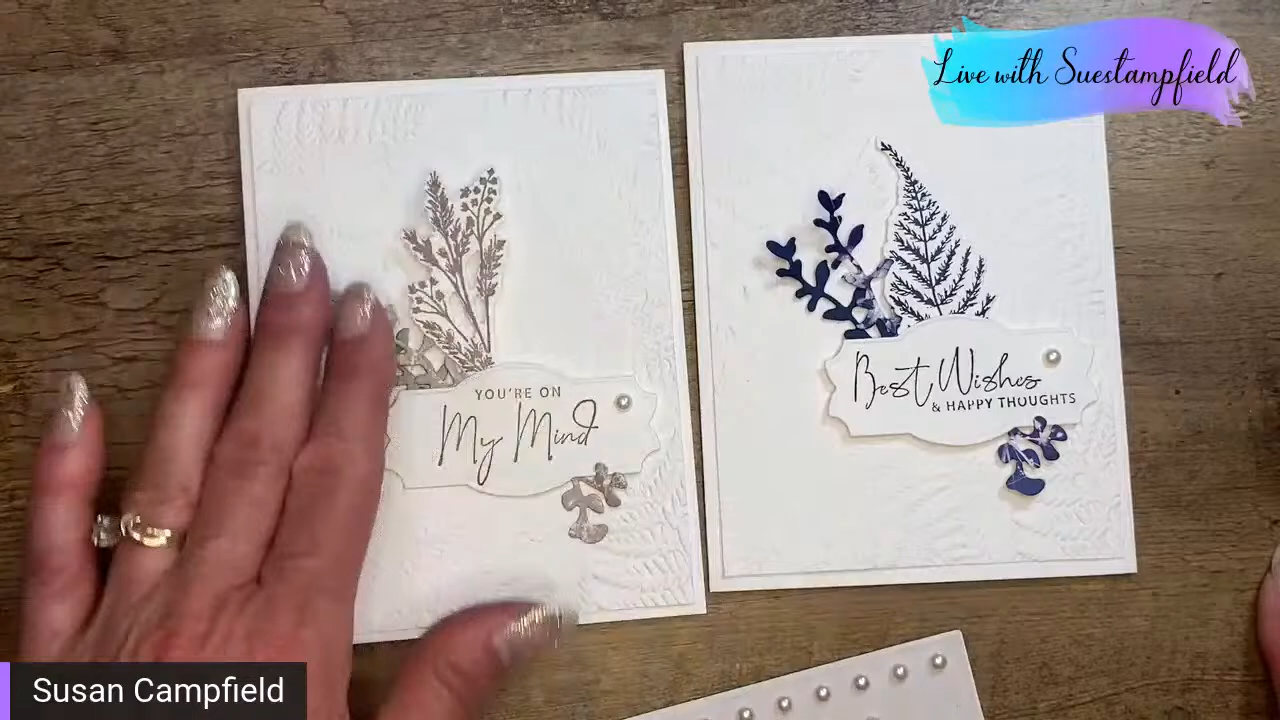 Live with Suestampfield
YOU'RE ON
My Mind
Best Wishes
& HAPPY THOUGHTS
Susan Campfield